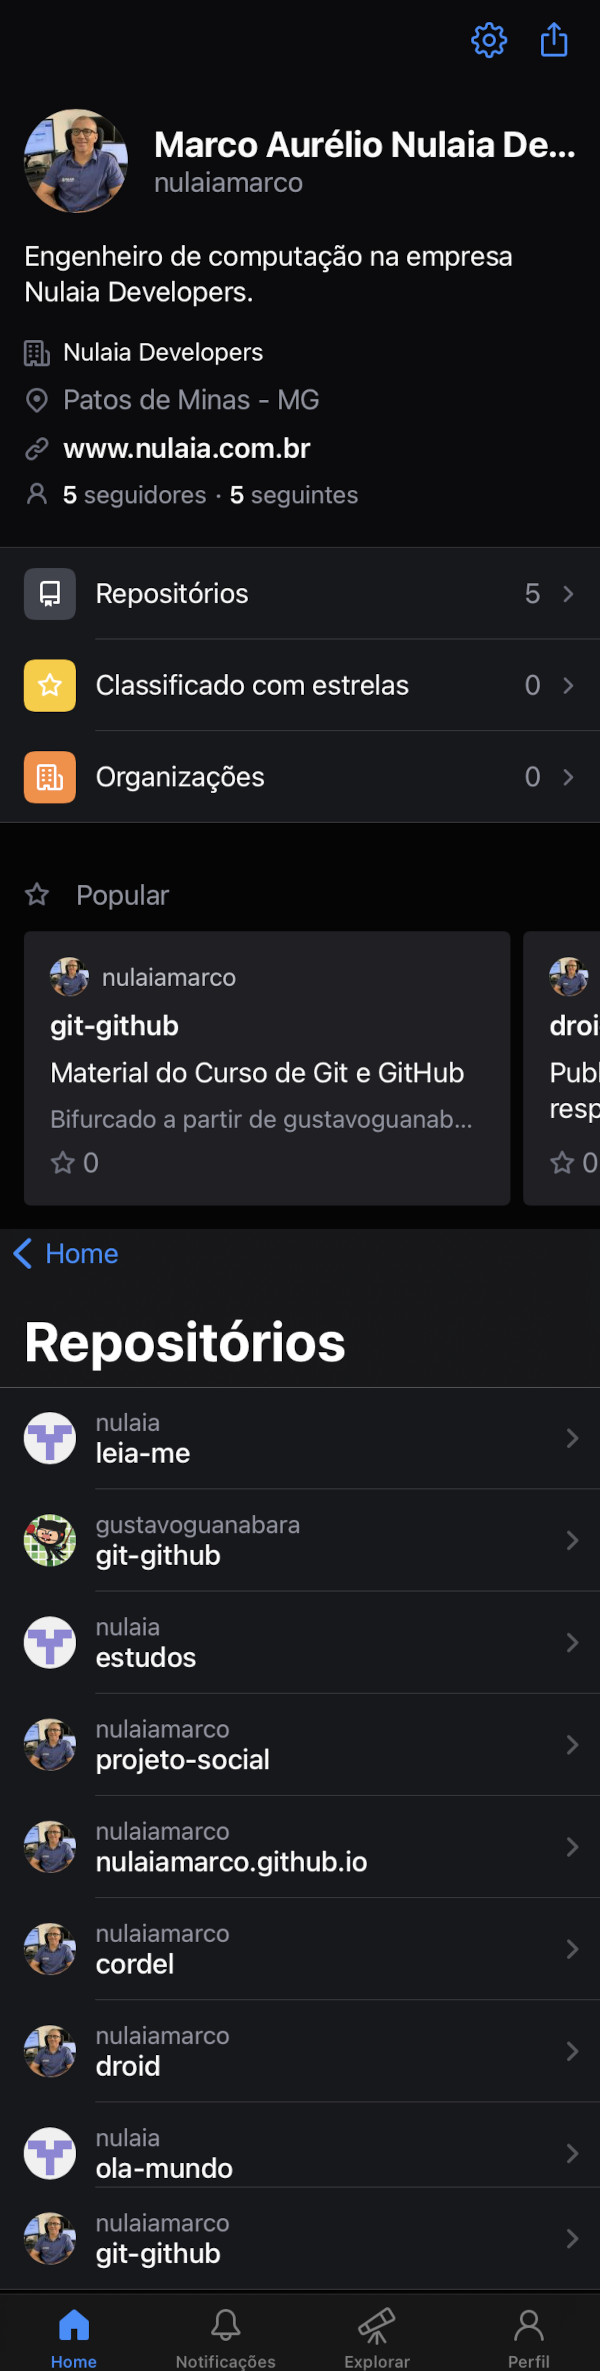 Marco Aurélio Nulaia De...
nulaiamarco
Engenheiro de computação na empresa
Nulaia Developers.
Nulaia Developers
Patos de Minas - MG
www.nulaia.com.br
5 seguidores · 5 seguintes
Repositórios 5
Classificado com estrelas 0
Organizações 0
Popular
nulaiamarco
git-github
Material do Curso de Git e GitHub
Bifurcado a partir de gustavoguanab...
0
droi
Publ
resp
0
Home
Repositórios
nulaia
leia-me
gustavoguanabara
git-github
nulaia
estudos
nulaiamarco
projeto-social
nulaiamarco
nulaiamarco.github.io
nulaiamarco
cordel
nulaiamarco
droid
nulaia
ola-mundo
nulaiamarco
git-github
Home Notificações Explorar Perfil